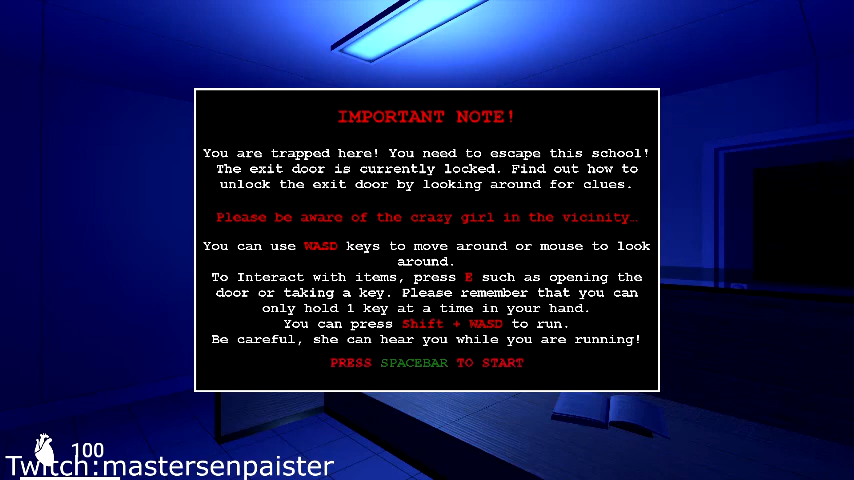 IMPORTANT NOTE!
You are trapped here! You need to escape this school!
The exit door is currently locked. Find out how to
unlock the exit door by looking around for clues.
Please be aware of the crazy girl in the vicinity…
You can use WASD keys to move around or mouse to look
around.
To Interact with items, press E such as opening the
door or taking a key. Please remember that you can
only hold 1 key at a time in your hand.
You can press Shift + WASD to run.
Be careful, she can hear you while you are running!
PRESS SPACEBAR TO START
100
Twitch:mastersenpaister